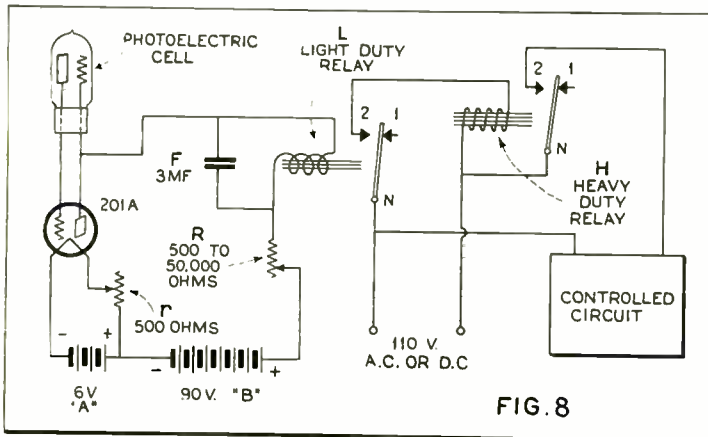 PHOTOELECTRIC
CELL
L
LIGHT DUTY
RELAY
2 1
2 1
F
3MF
N
N
H
HEAVY
DUTY
RELAY
201A
R
500 TO
50,000
OHMS
r
500 OHMS
CONTROLLED
CIRCUIT
- +
- +
6V.
"A"
90V. "B"
110 V.
A.C. OR D.C
FIG. 8